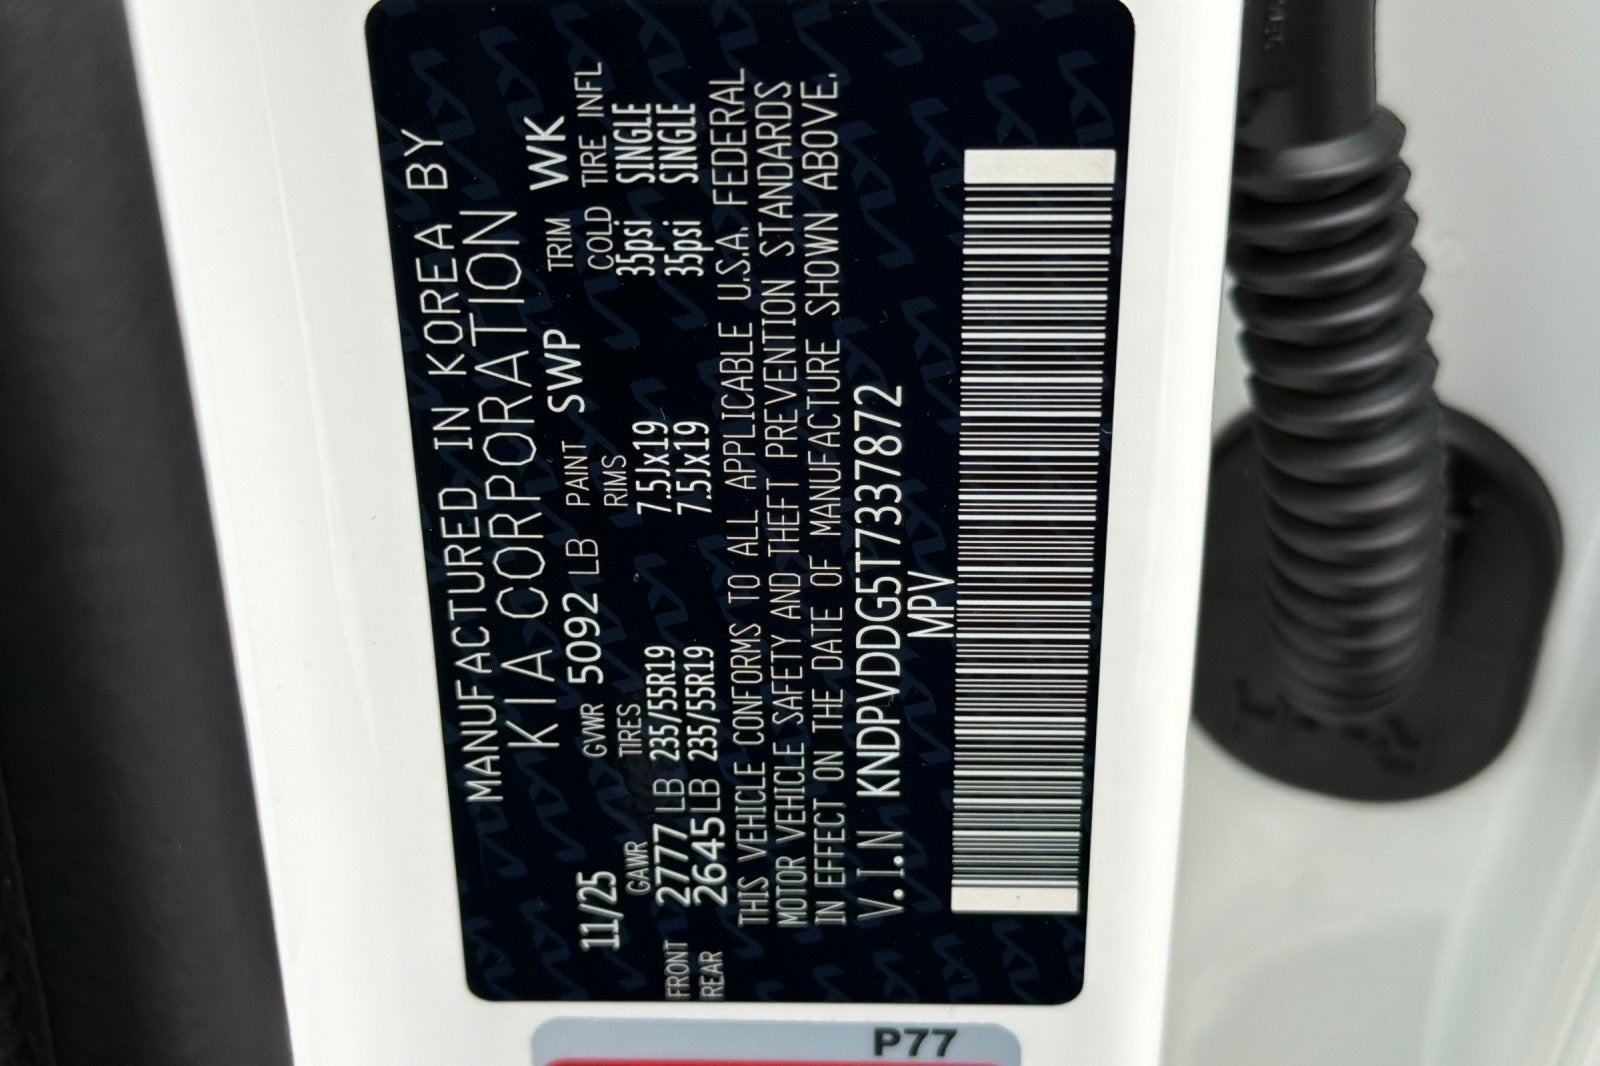 MANUFACTURED IN KOREA BY
KIA CORPORATION
11/25 GVWR 5092 LB PAINT SWP TRIM WK
GAWR TIRES RIMS COLD TIRE INFL
FRONT 2777 LB 235/55R19 7.5Jx19 35psi SINGLE
REAR 2645LB 235/55R19 7.5Jx19 35psi SINGLE
THIS VEHICLE CONFORMS TO ALL APPLICABLE U.S.A. FEDERAL
MOTOR VEHICLE SAFETY AND THEFT PREVENTION STANDARDS
IN EFFECT ON THE DATE OF MANUFACTURE SHOWN ABOVE.
V.I.N KNDPVDDG5T7337872
MPV
P77